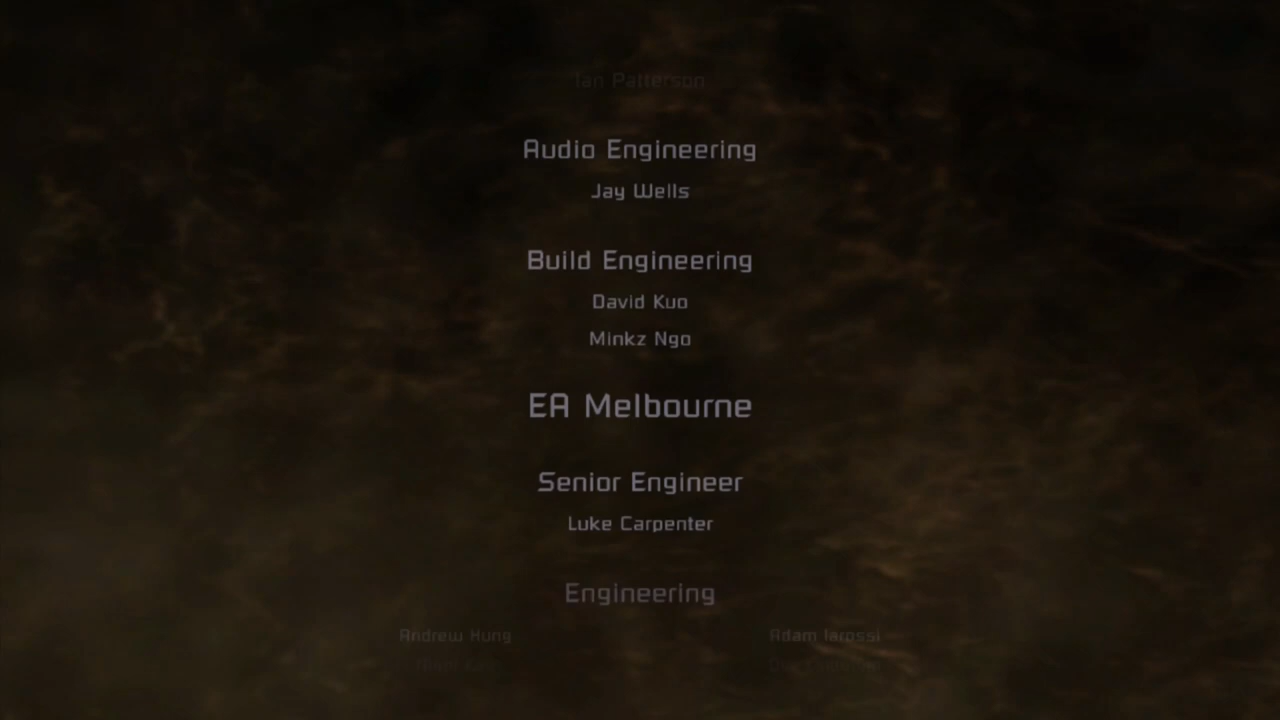 Ian Patterson
Audio Engineering
Jay Wells
Build Engineering
David Kuo
Minkz Ngo
EA Melbourne
Senior Engineer
Luke Carpenter
Engineering
Andrew Hung Adam Iarossi